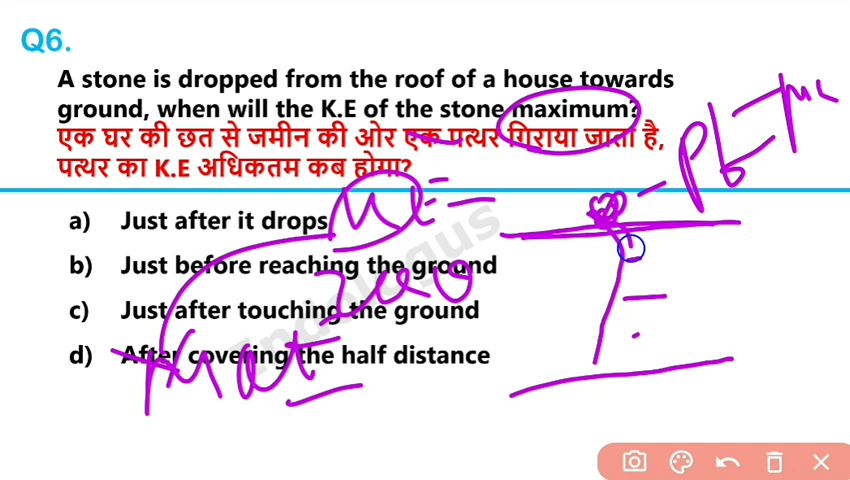 Q6.
A stone is dropped from the roof of a house towards
ground, when will the K.E of the stone maximum?
एक घर की छत से जमीन की ओर एक पत्थर गिराया जाता है,
पत्थर का K.E अधिकतम कब होगा?
a) Just after it drops
b) Just before reaching the ground
c) Just after touching the ground
d) After covering the half distance
zero
Indologus